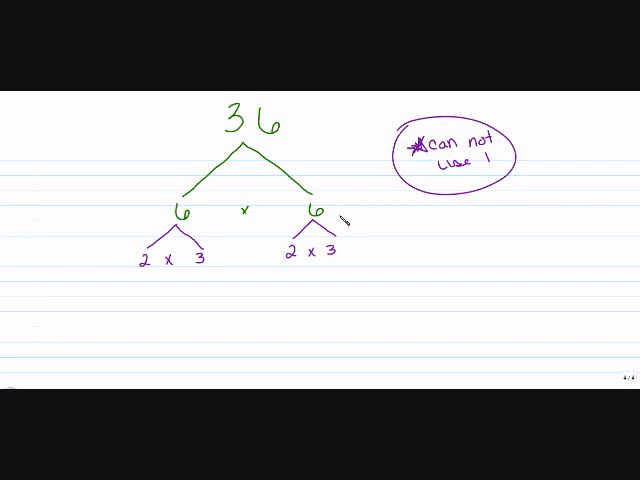 36
★ can not
use 1
6 x 6
2 x 3 2 x 3
4 / 4